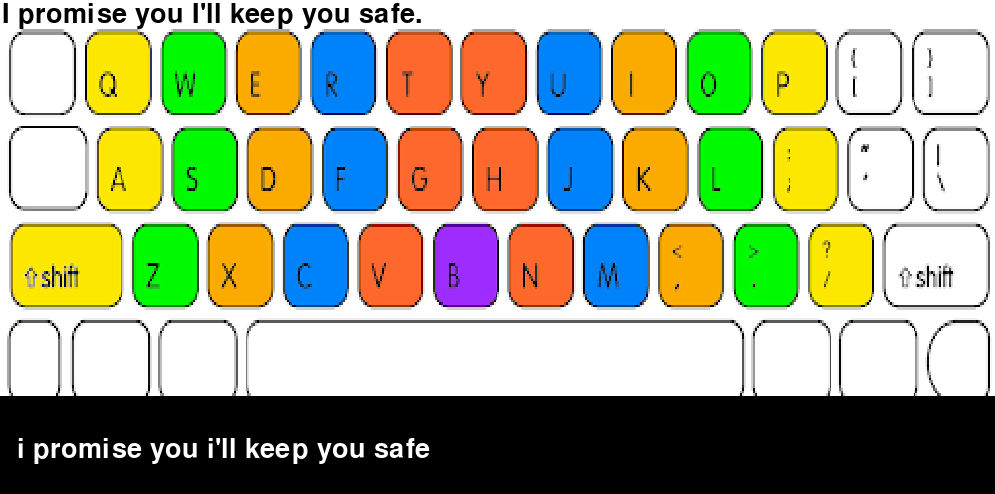 I promise you I'll keep you safe.
Q W E R T Y U I O P { [ } ]
A S D F G H J K L : ; " ' | \
⇧shift Z X C V B N M < , > . ? / ⇧shift
i promise you i'll keep you safe